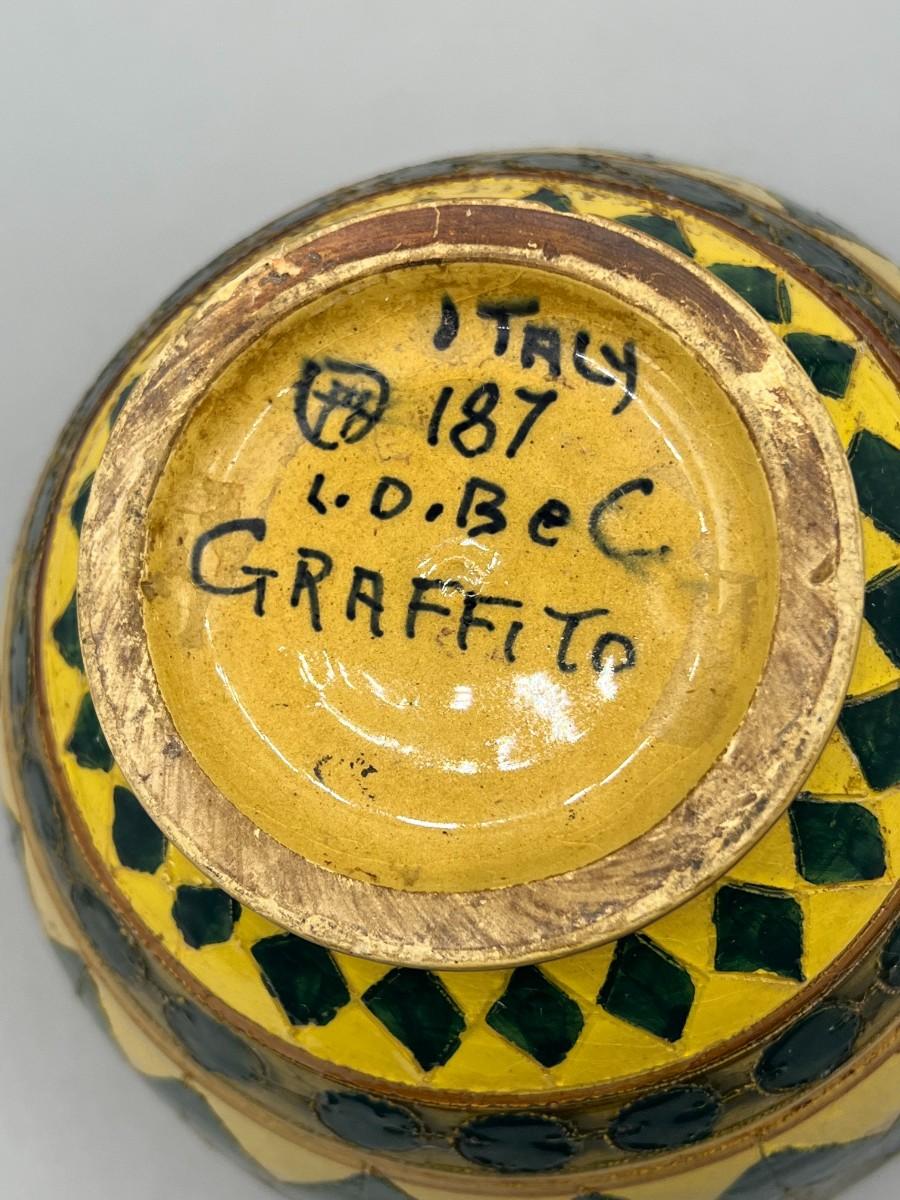 ITALY
187
L.D.BeC
GRAFFITO